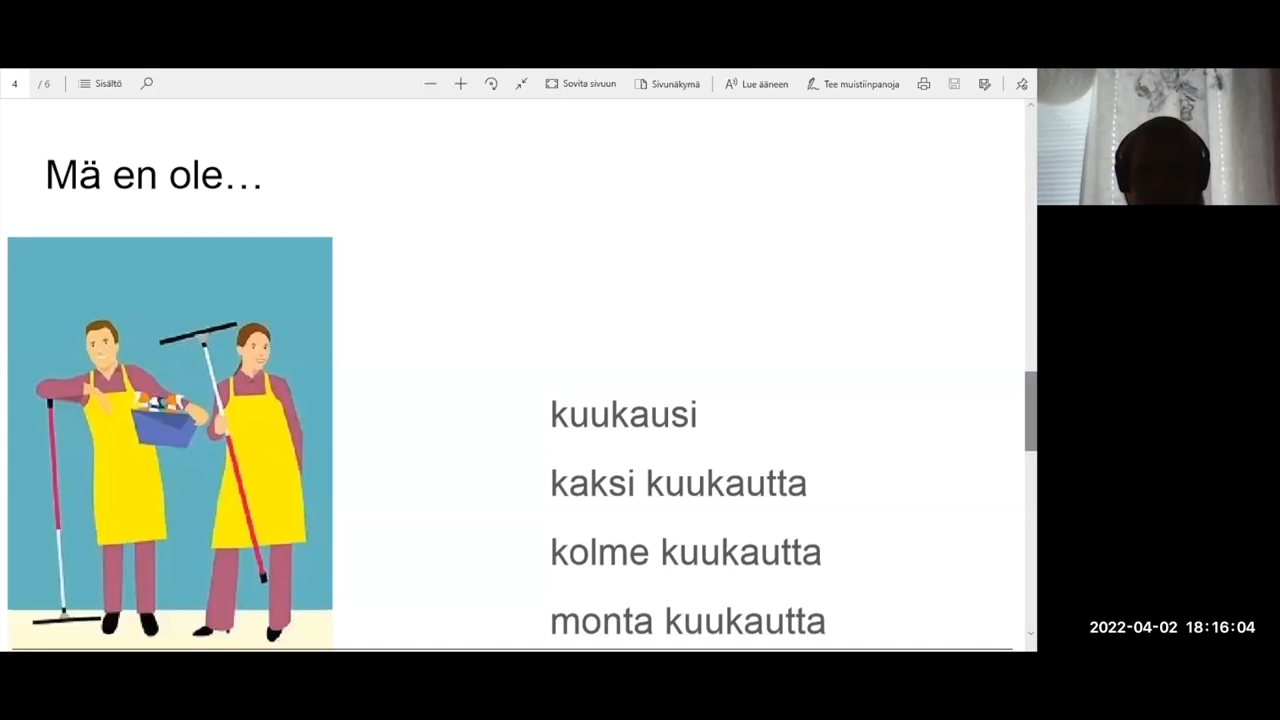 4 / 6 Sisältö Sovita sivuun Sivunäkymä Lue ääneen Tee muistiinpanoja
Mä en ole…
kuukausi
kaksi kuukautta
kolme kuukautta
monta kuukautta
2022-04-02 18:16:04